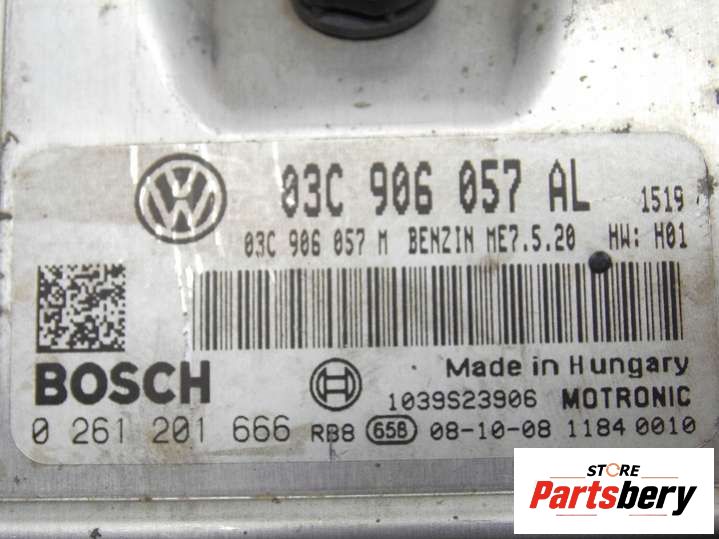 03C 906 057 AL 1519
03C 906 057 M BENZIN ME7.5.20 HW: H01
BOSCH
Made in Hungary
1039S23906 MOTRONIC
0 261 201 666 RB8 658 08-10-08 1184 0010
STORE
Partsbery